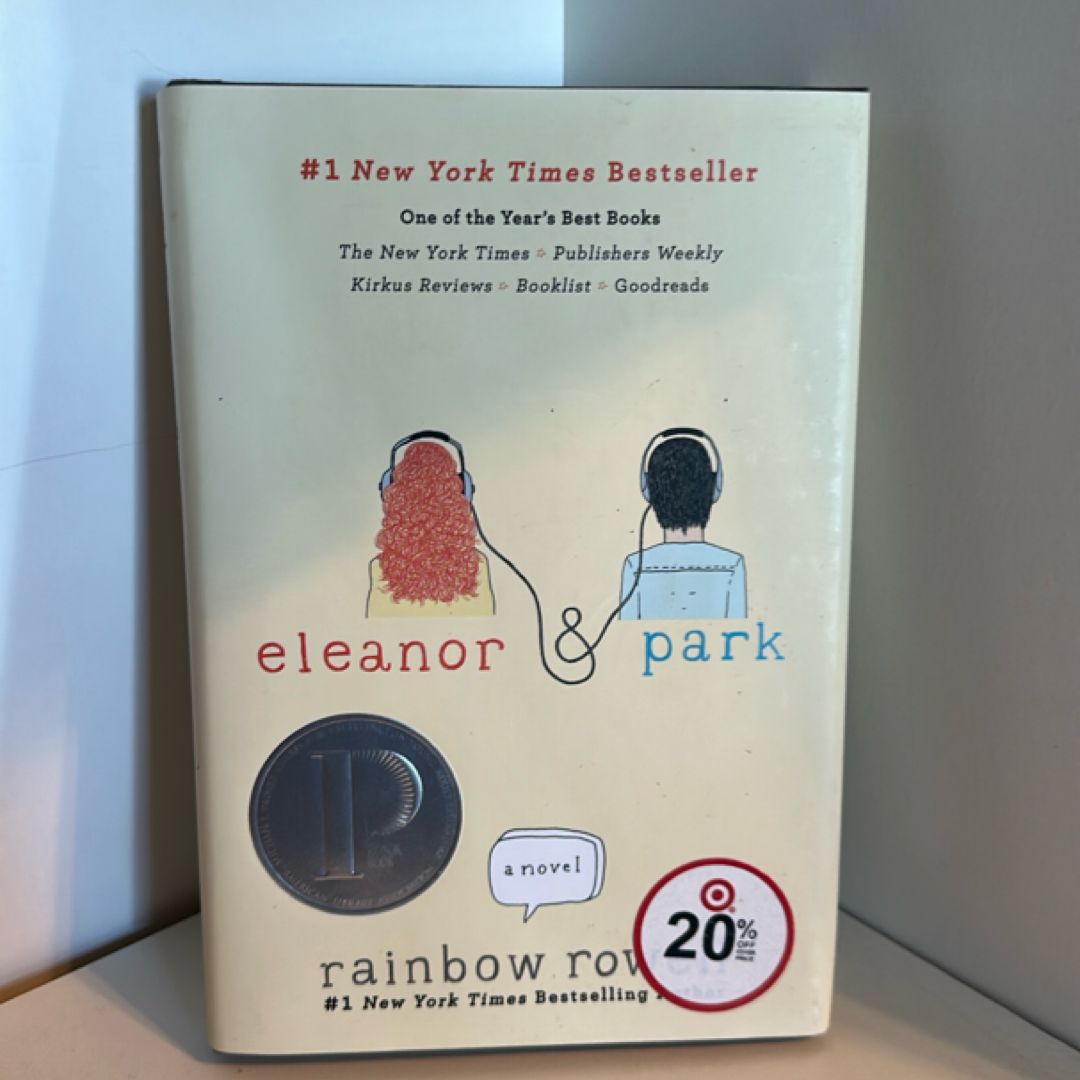 #1 New York Times Bestseller
One of the Year's Best Books
The New York Times Publishers Weekly
Kirkus Reviews Booklist Goodreads
eleanor & park
a novel
20% OFF
rainbow
#1 New York Times Bestselling